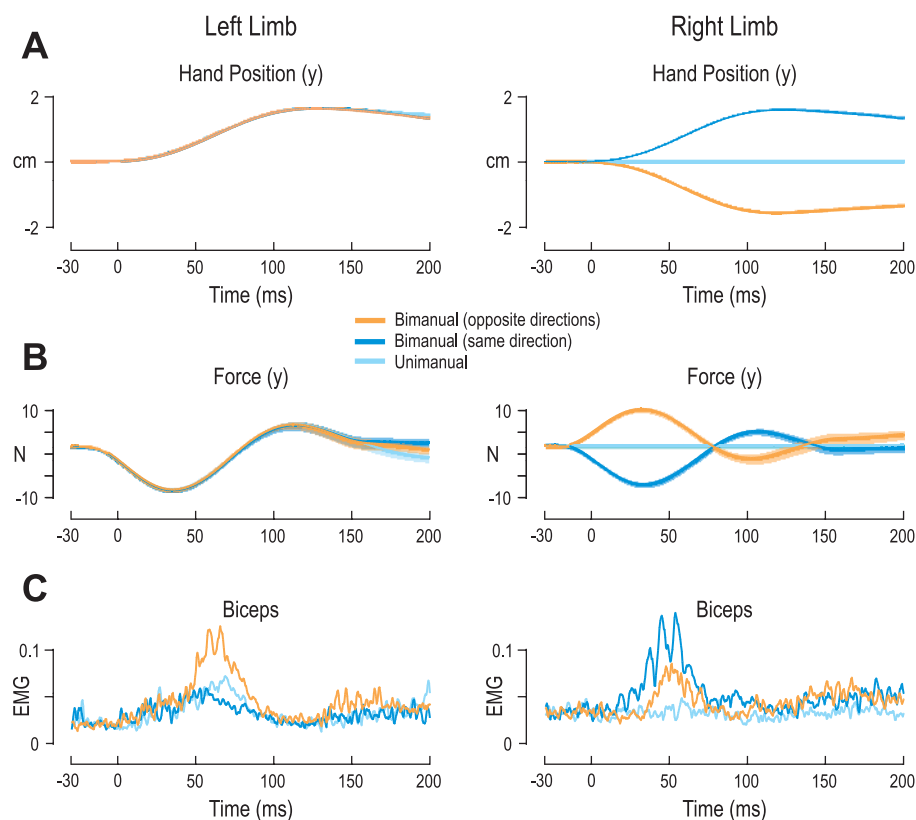 Left Limb
Right Limb
A
Hand Position (y)
Hand Position (y)
2
cm
-2
-30 0 50 100 150 200
Time (ms)
2
cm
-2
-30 0 50 100 150 200
Time (ms)
Bimanual (opposite directions)
Bimanual (same direction)
Unimanual
B
Force (y)
Force (y)
10
N
-10
-30 0 50 100 150 200
10
N
-10
-30 0 50 100 150 200
C
Biceps
Biceps
0.1
EMG
0
-30 0 50 100 150 200
Time (ms)
0.1
EMG
0
-30 0 50 100 150 200
Time (ms)